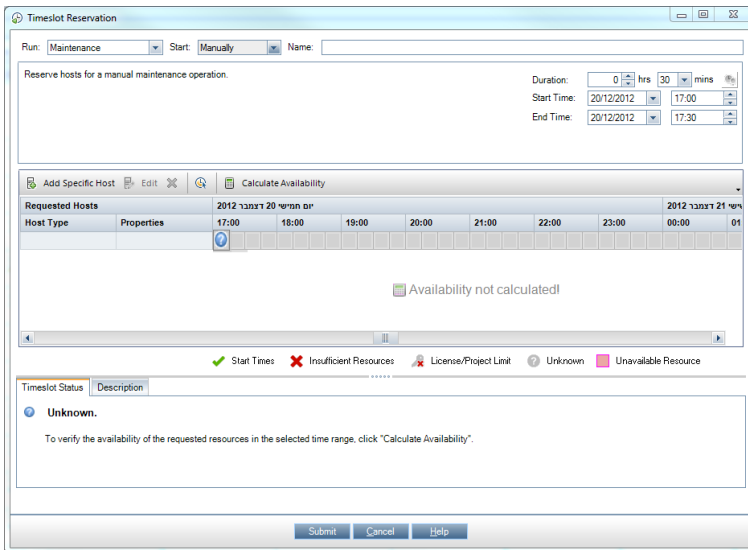 Timeslot Reservation
Run: Maintenance Start: Manually Name:
Reserve hosts for a manual maintenance operation.
Duration: 0 hrs 30 mins
Start Time: 20/12/2012 17:00
End Time: 20/12/2012 17:30
Add Specific Host Edit Calculate Availability
Requested Hosts יום חמישי 20 דצמבר 2012 שישי 21 דצמבר 2012
Host Type Properties 17:00 18:00 19:00 20:00 21:00 22:00 23:00 00:00 01
Availability not calculated!
Start Times Insufficient Resources License/Project Limit Unknown Unavailable Resource
Timeslot Status Description
Unknown.
To verify the availability of the requested resources in the selected time range, click "Calculate Availability".
Submit Cancel Help